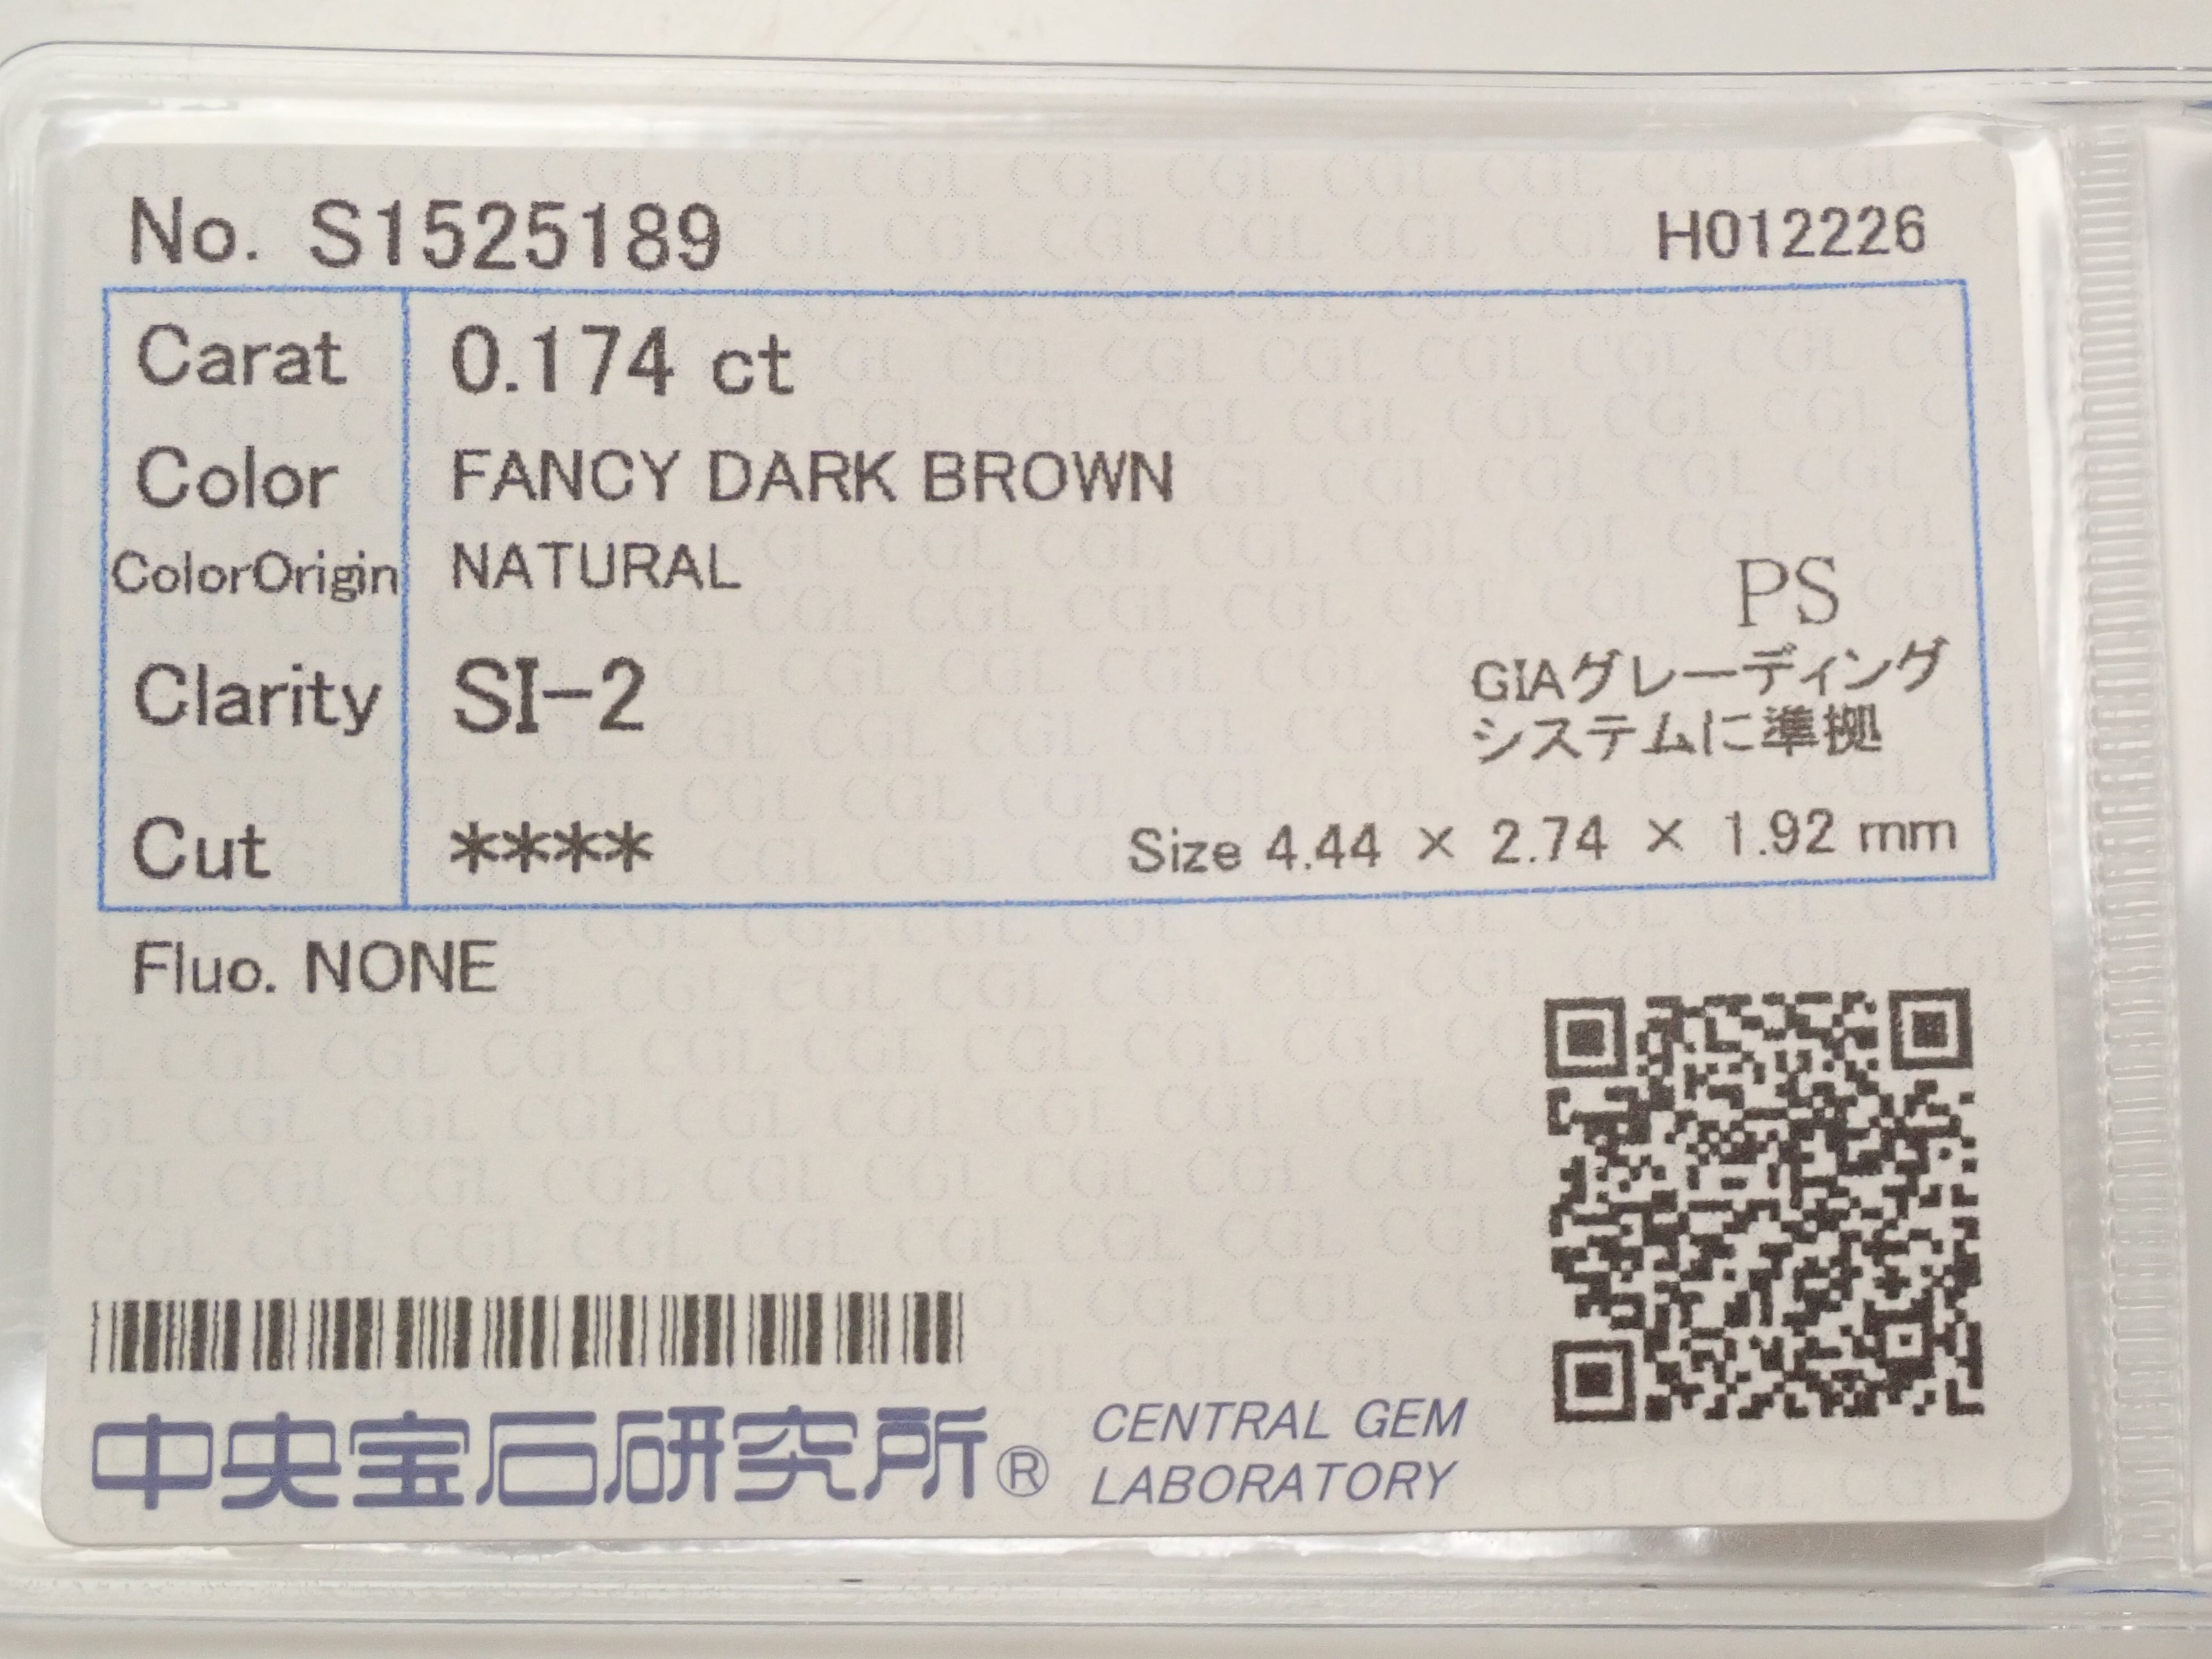 No. S1525189 H012226
Carat 0.174 ct
Color FANCY DARK BROWN
ColorOrigin NATURAL
PS
Clarity SI-2
GIAグレーディング
システムに準拠
Cut **** Size 4.44 × 2.74 × 1.92 mm
Fluo. NONE
中央宝石研究所® CENTRAL GEM
LABORATORY